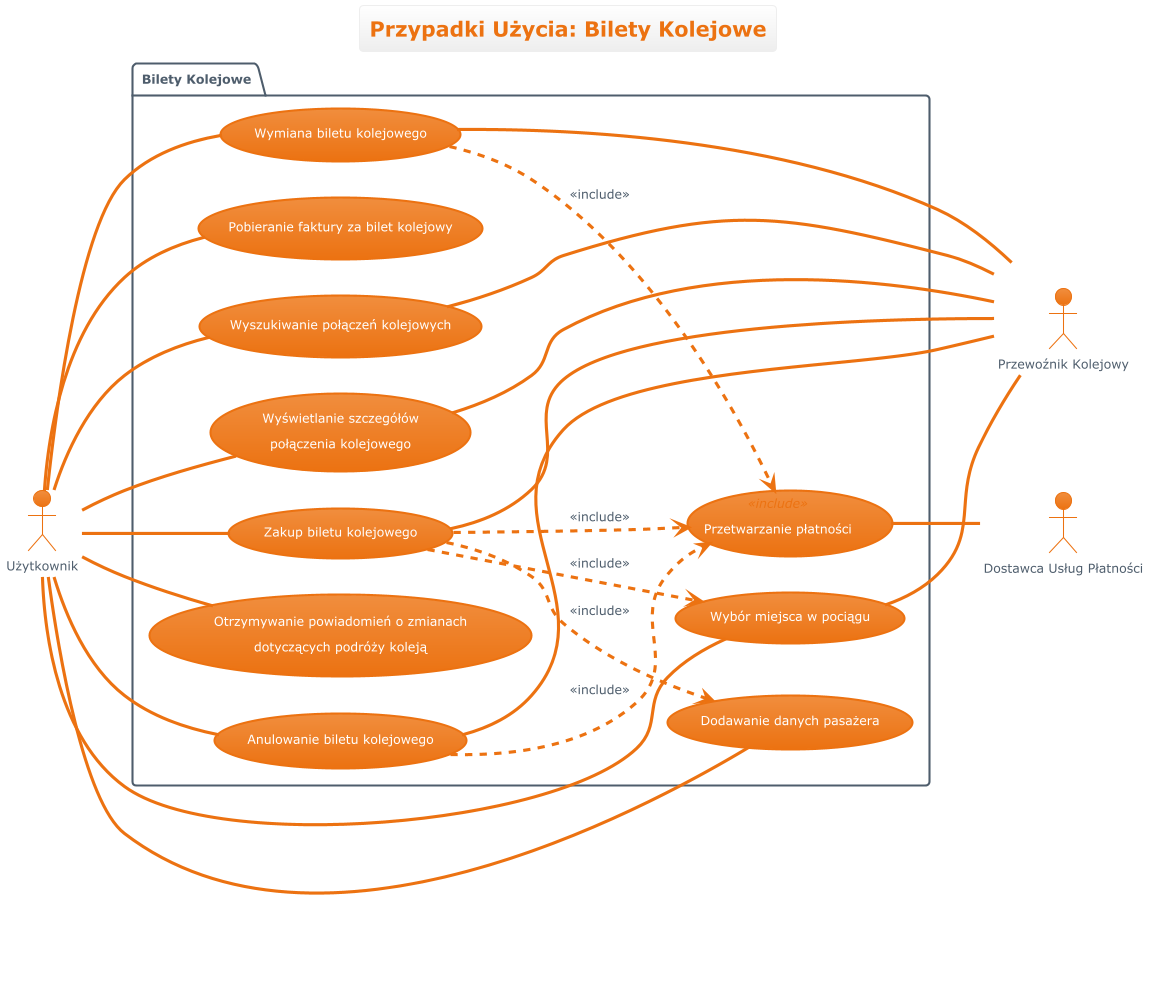 Przypadki Użycia: Bilety Kolejowe
Bilety Kolejowe
Wymiana biletu kolejowego
«include»
Pobieranie faktury za bilet kolejowy
Wyszukiwanie połączeń kolejowych
Przewoźnik Kolejowy
Wyświetlanie szczegółów
połączenia kolejowego
«include»
Przetwarzanie płatności
«include»
Zakup biletu kolejowego
Użytkownik
Dostawca Usług Płatności
«include»
«include»
Wybór miejsca w pociągu
Otrzymywanie powiadomień o zmianach
dotyczących podróży koleją
«include»
Dodawanie danych pasażera
Anulowanie biletu kolejowego